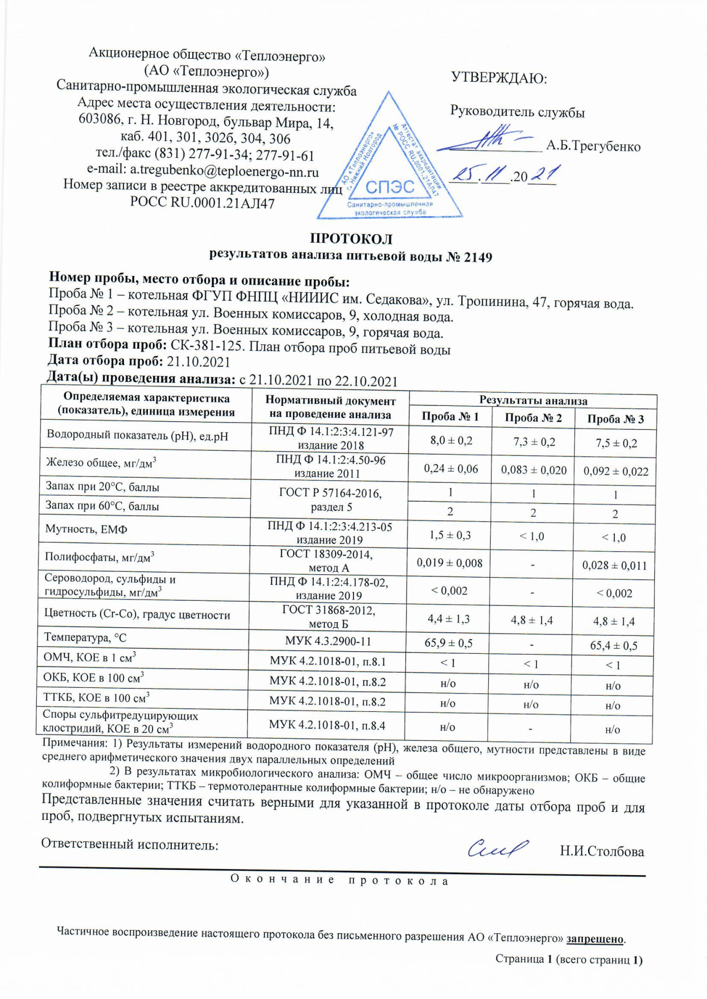 Акционерное общество «Теплоэнерго»
(АО «Теплоэнерго»)
Санитарно-промышленная экологическая служба
Адрес места осуществления деятельности:
603086, г. Н. Новгород, бульвар Мира, 14,
каб. 401, 301, 302б, 304, 306
тел./факс (831) 277-91-34; 277-91-61
e-mail: a.tregubenko@teploenergo-nn.ru
Номер записи в реестре аккредитованных лиц
РОСС RU.0001.21АЛ47
УТВЕРЖДАЮ:
Руководитель службы
А.Б.Трегубенко
25.11.2021
АО «Теплоэнерго»
г. Нижний Новгород
Аттестат аккредитации
№ РОСС RU.0001.21АЛ47
СПЭС
Санитарно-промышленная
экологическая служба
ПРОТОКОЛ
результатов анализа питьевой воды № 2149
Номер пробы, место отбора и описание пробы:
Проба № 1 – котельная ФГУП ФНПЦ «НИИИС им. Седакова», ул. Тропинина, 47, горячая вода.
Проба № 2 – котельная ул. Военных комиссаров, 9, холодная вода.
Проба № 3 – котельная ул. Военных комиссаров, 9, горячая вода.
План отбора проб: СК-381-125. План отбора проб питьевой воды
Дата отбора проб: 21.10.2021
Дата(ы) проведения анализа: с 21.10.2021 по 22.10.2021
Определяемая характеристика
(показатель), единица измерения
Нормативный документ
на проведение анализа
Результаты анализа
Проба № 1 Проба № 2 Проба № 3
Водородный показатель (pH), ед.pH
ПНД Ф 14.1:2:3:4.121-97
издание 2018
8,0 ± 0,2 7,3 ± 0,2 7,5 ± 0,2
Железо общее, мг/дм³
ПНД Ф 14.1:2:4.50-96
издание 2011
0,24 ± 0,06 0,083 ± 0,020 0,092 ± 0,022
Запах при 20°С, баллы
ГОСТ Р 57164-2016,
раздел 5
1 1 1
Запах при 60°С, баллы
2 2 2
Мутность, ЕМФ
ПНД Ф 14.1:2:3:4.213-05
издание 2019
1,5 ± 0,3 < 1,0 < 1,0
Полифосфаты, мг/дм³
ГОСТ 18309-2014,
метод А
0,019 ± 0,008 - 0,028 ± 0,011
Сероводород, сульфиды и
гидросульфиды, мг/дм³
ПНД Ф 14.1:2:4.178-02,
издание 2019
< 0,002 - < 0,002
Цветность (Cr-Co), градус цветности
ГОСТ 31868-2012,
метод Б
4,4 ± 1,3 4,8 ± 1,4 4,8 ± 1,4
Температура, °С МУК 4.3.2900-11 65,9 ± 0,5 - 65,4 ± 0,5
ОМЧ, КОЕ в 1 см³ МУК 4.2.1018-01, п.8.1 < 1 < 1 < 1
ОКБ, КОЕ в 100 см³ МУК 4.2.1018-01, п.8.2 н/о н/о н/о
ТТКБ, КОЕ в 100 см³ МУК 4.2.1018-01, п.8.2 н/о н/о н/о
Споры сульфитредуцирующих
клостридий, КОЕ в 20 см³
МУК 4.2.1018-01, п.8.4 н/о - н/о
Примечания: 1) Результаты измерений водородного показателя (pH), железа общего, мутности представлены в виде
среднего арифметического значения двух параллельных определений
2) В результатах микробиологического анализа: ОМЧ – общее число микроорганизмов; ОКБ – общие
колиформные бактерии; ТТКБ – термотолерантные колиформные бактерии; н/о – не обнаружено
Представленные значения считать верными для указанной в протоколе даты отбора проб и для
проб, подвергнутых испытаниям.
Ответственный исполнитель:
Н.И.Столбова
Окончание протокола
Частичное воспроизведение настоящего протокола без письменного разрешения АО «Теплоэнерго» запрещено.
Страница 1 (всего страниц 1)